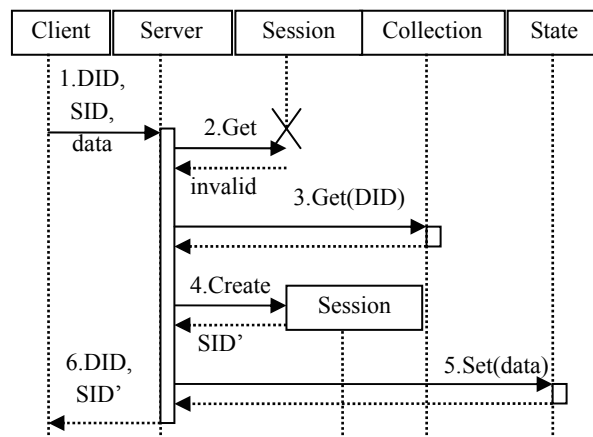 Client Server Session Collection State
1.DID,
SID,
data
2.Get
invalid
3.Get(DID)
4.Create
Session
SID’
5.Set(data)
6.DID,
SID’